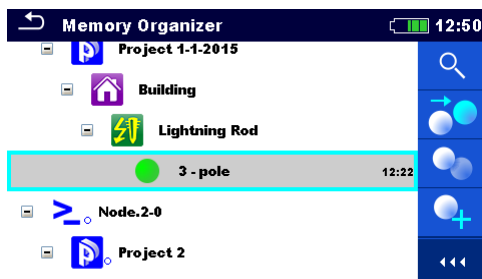 Memory Organizer 12:50
Project 1-1-2015
Building
Lightning Rod
3 - pole 12:22
Node.2-0
Project 2